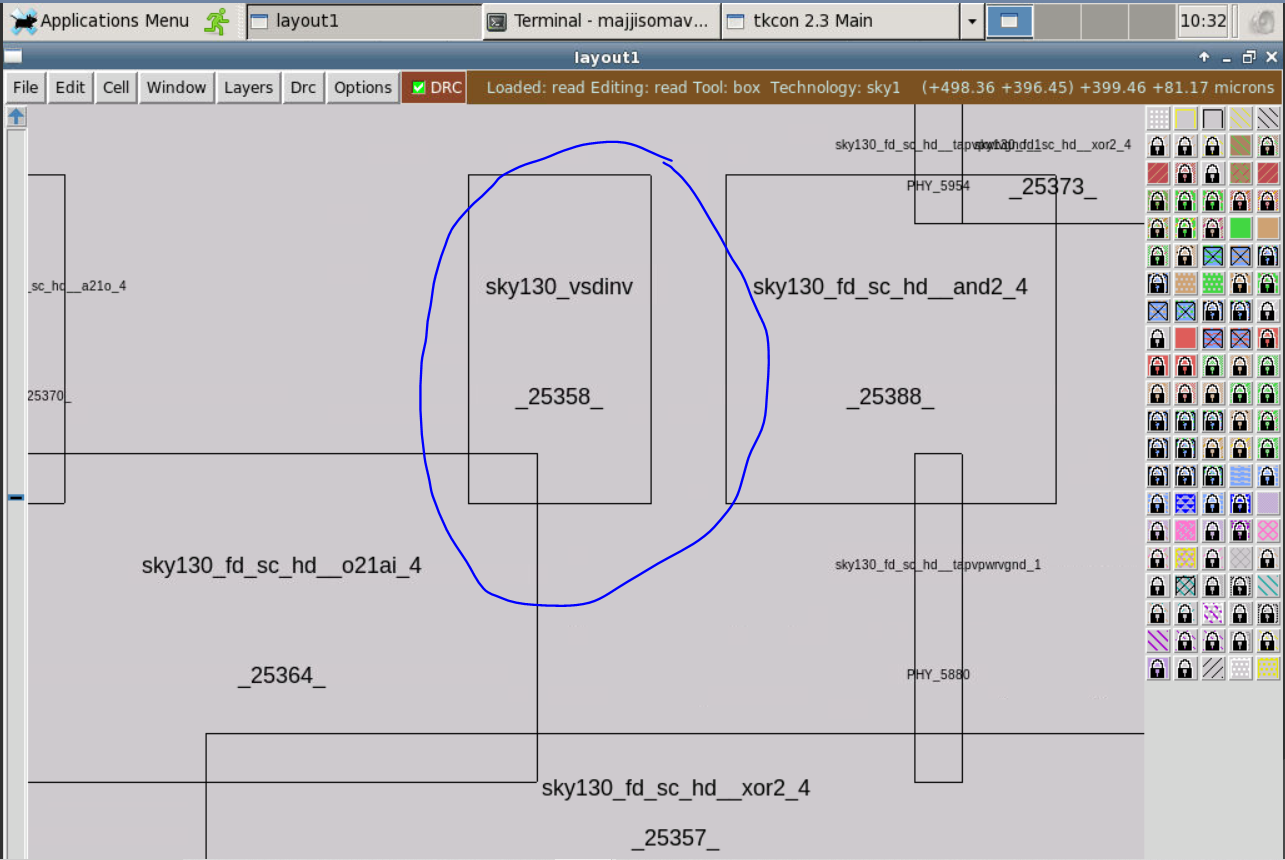 Applications Menu layout1 Terminal - majjisomav... tkcon 2.3 Main 10:32
layout1
File Edit Cell Window Layers Drc Options DRC Loaded: read Editing: read Tool: box Technology: sky1 (+498.36 +396.45) +399.46 +81.17 microns
sky130_fd_sc_hd__xor2_4
PHY_5954 _25373_
_sc_hd__a21o_4 sky130_vsdinv sky130_fd_sc_hd__and2_4
25370_ _25358_ _25388_
sky130_fd_sc_hd__o21ai_4 sky130_fd_sc_hd__tapvpwrvgnd_1
_25364_ PHY_5880
sky130_fd_sc_hd__xor2_4
_25357_